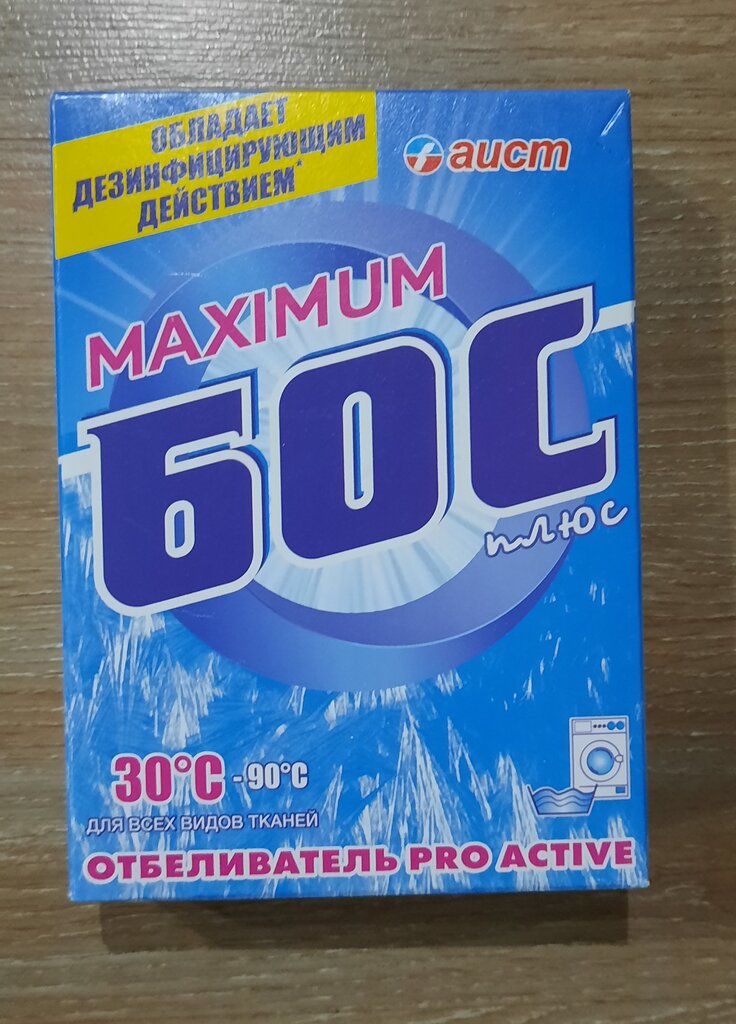 ОБЛАДАЕТ
ДЕЗИНФИЦИРУЮЩИМ
ДЕЙСТВИЕМ*
аист
MAXIMUM
БОС
плюс
30°C - 90°C
ДЛЯ ВСЕХ ВИДОВ ТКАНЕЙ
ОТБЕЛИВАТЕЛЬ PRO ACTIVE